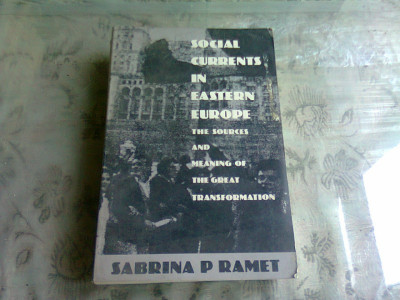 SOCIAL
CURRENTS
IN
EASTERN
EUROPE
THE SOURCES
AND
MEANING OF
THE GREAT
TRANSFORMATION
SABRINA P RAMET